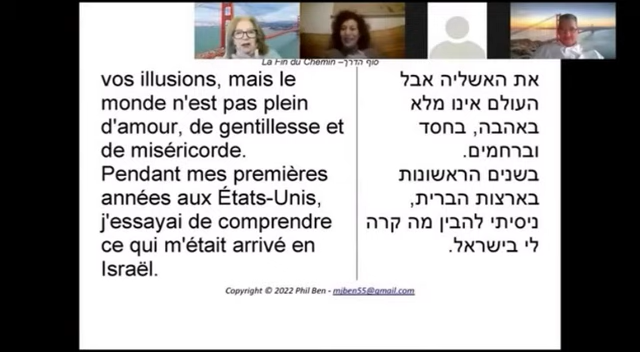 La Fin du Chemin – סוף הדרך
vos illusions, mais le
monde n'est pas plein
d'amour, de gentillesse et
de miséricorde.
Pendant mes premières
années aux États-Unis,
j'essayai de comprendre
ce qui m'était arrivé en
Israël.
את האשליה אבל
העולם אינו מלא
באהבה, בחסד
וברחמים.
בשנים הראשונות
בארצות הברית,
ניסיתי להבין מה קרה
לי בישראל.
Copyright © 2022 Phil Ben - mjben55@gmail.com